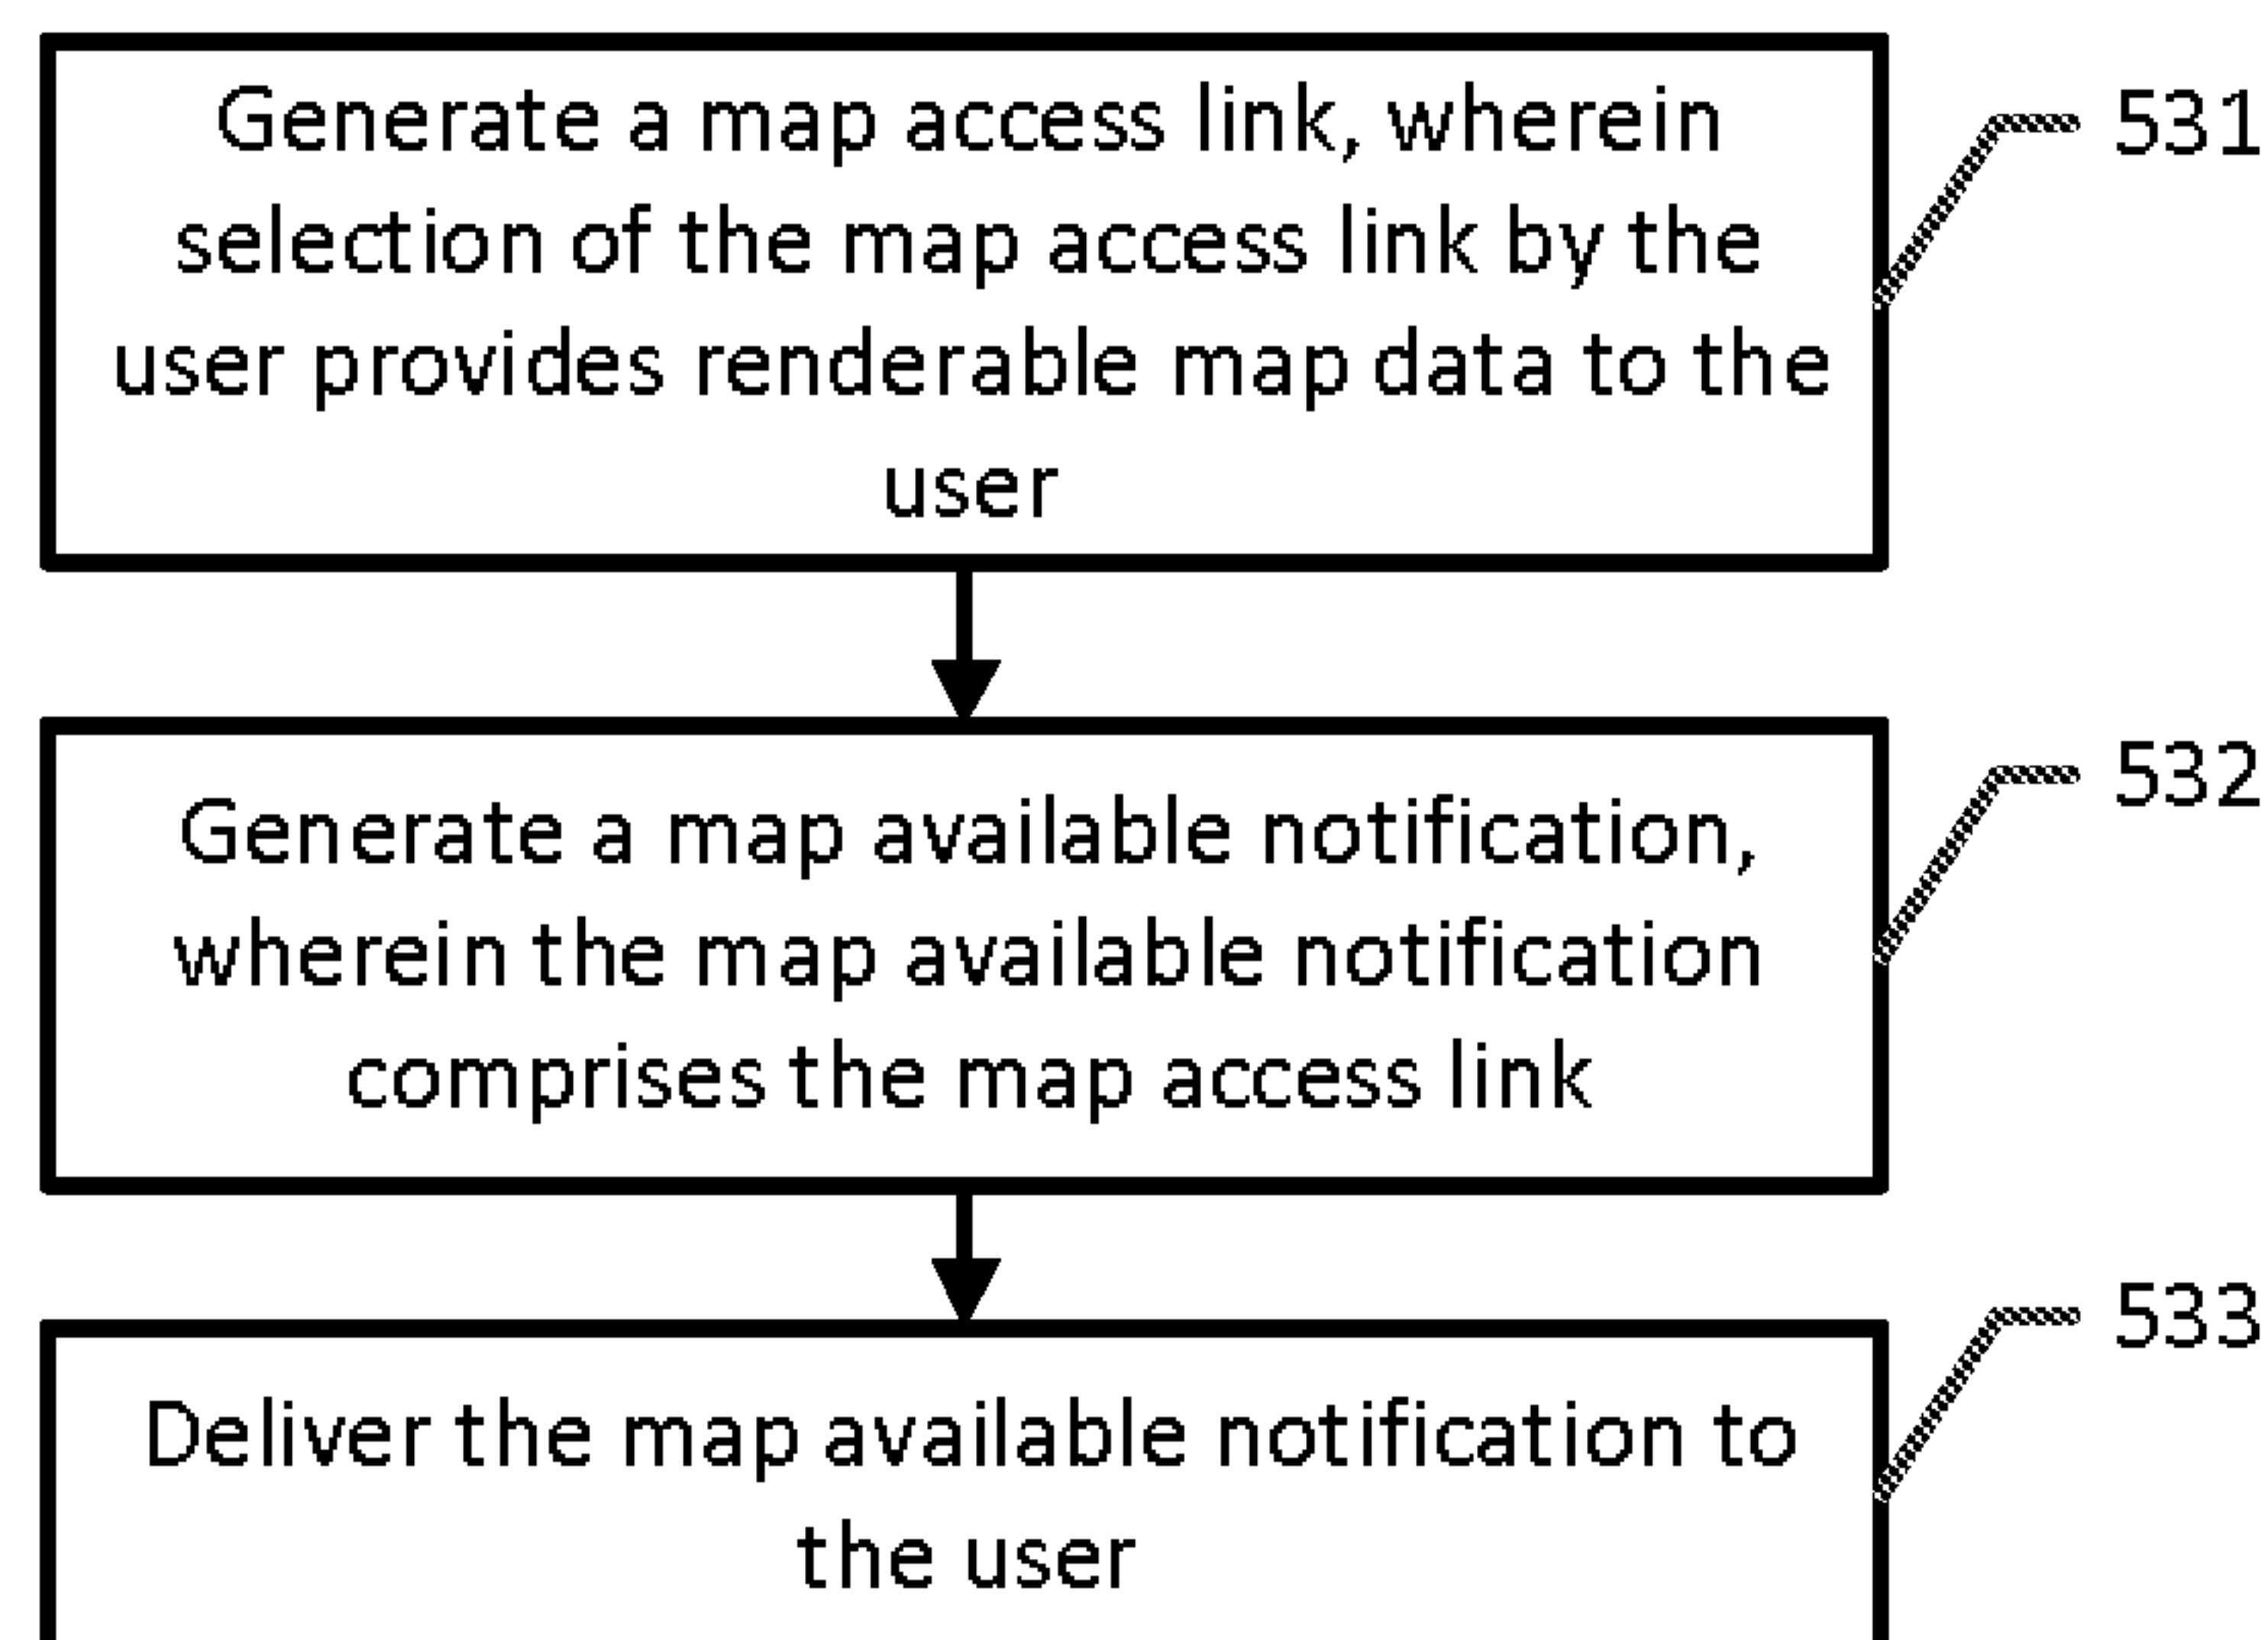 Generate a map access link, wherein
selection of the map access link by the
user provides renderable map data to the
user
531
Generate a map available notification,
wherein the map available notification
comprises the map access link
532
Deliver the map available notification to
the user
533